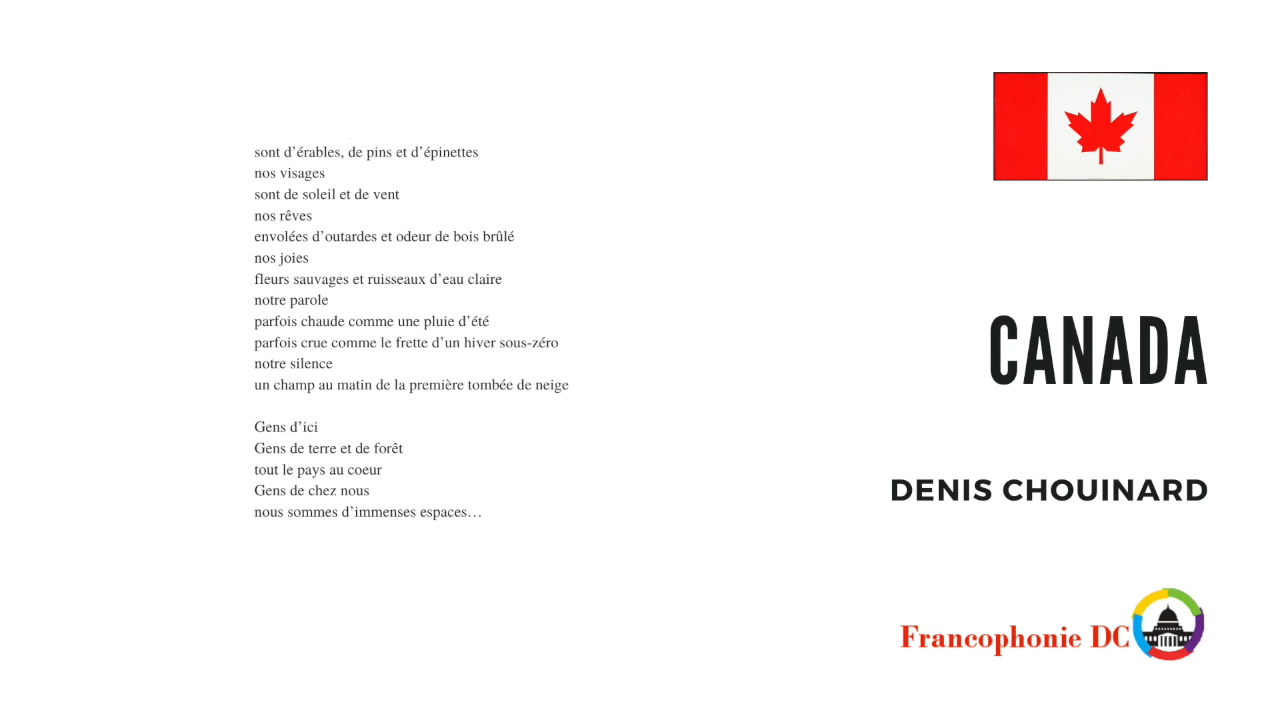 sont d’érables, de pins et d’épinettes
nos visages
sont de soleil et de vent
nos rêves
envolées d’outardes et odeur de bois brûlé
nos joies
fleurs sauvages et ruisseaux d’eau claire
notre parole
parfois chaude comme une pluie d’été
parfois crue comme le frette d’un hiver sous-zéro
notre silence
un champ au matin de la première tombée de neige

Gens d’ici
Gens de terre et de forêt
tout le pays au coeur
Gens de chez nous
nous sommes d’immenses espaces…
CANADA
DENIS CHOUINARD
Francophonie DC